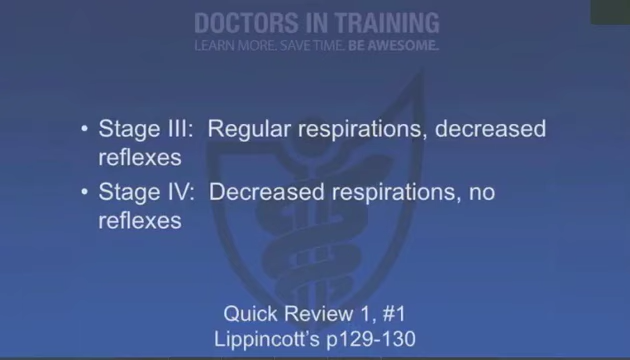 DOCTORS IN TRAINING
LEARN MORE. SAVE TIME. BE AWESOME.
• Stage III: Regular respirations, decreased
reflexes
• Stage IV: Decreased respirations, no
reflexes
Quick Review 1, #1
Lippincott's p129-130